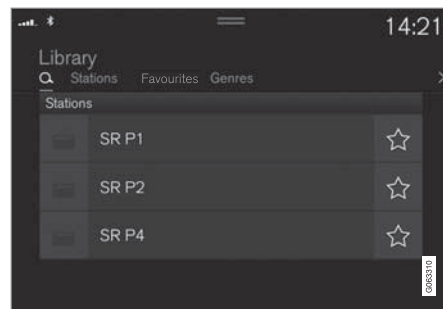 14:21
Library
Stations Favourites Genres
Stations
SR P1
SR P2
SR P4
G063310